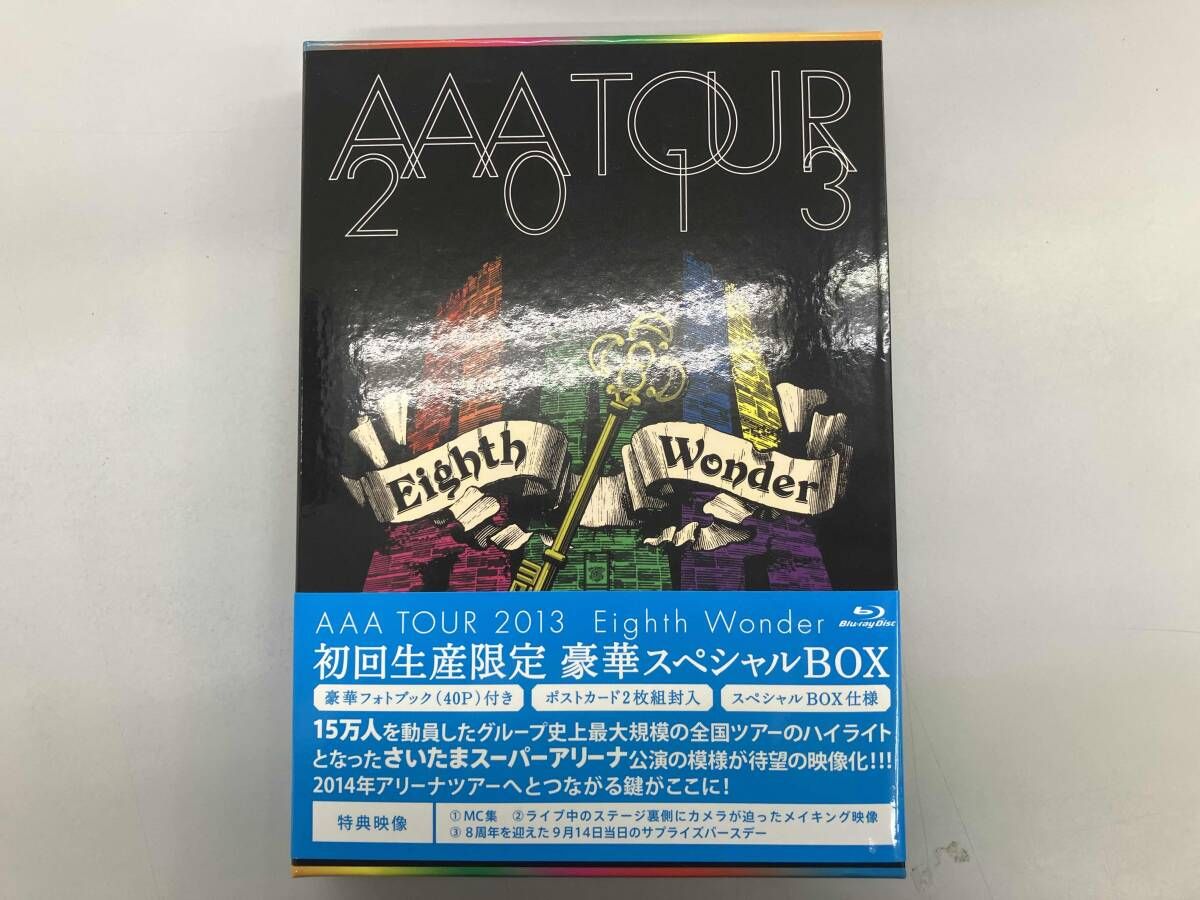 AAA TOUR
2013
Eighth Wonder
AAA TOUR 2013 Eighth Wonder
Blu-ray Disc
初回生産限定 豪華スペシャルBOX
豪華フォトブック(40P)付き ポストカード2枚組封入 スペシャルBOX仕様
15万人を動員したグループ史上最大規模の全国ツアーのハイライト
となったさいたまスーパーアリーナ公演の模様が待望の映像化!!!
2014年アリーナツアーへとつながる鍵がここに!
特典映像
①MC集 ②ライブ中のステージ裏側にカメラが迫ったメイキング映像
③8周年を迎えた9月14日当日のサプライズバースデー